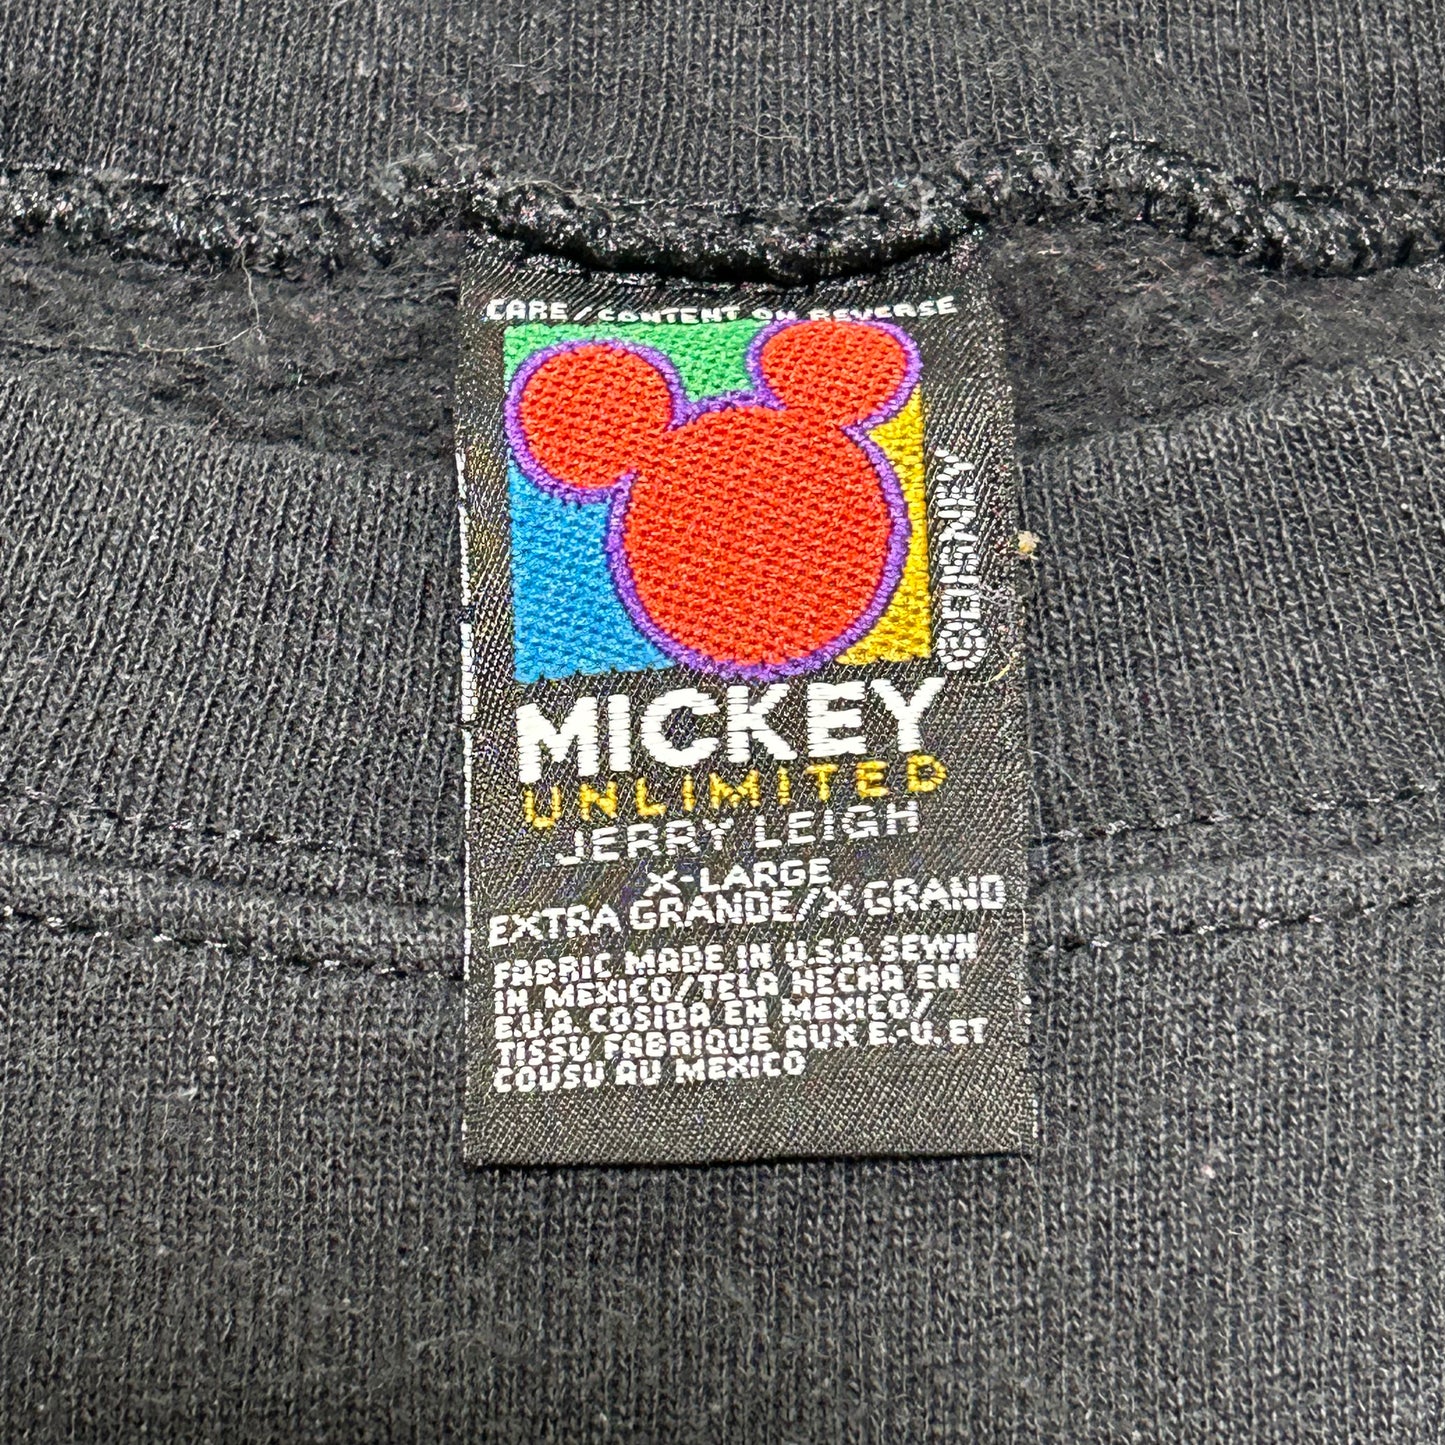 CARE/CONTENT ON REVERSE
© DISNEY
MICKEY
UNLIMITED
JERRY LEIGH
X-LARGE
EXTRA GRANDE/X GRAND
FABRIC MADE IN U.S.A. SEWN
IN MEXICO/TELA HECHA EN
E.U.A. COSIDA EN MEXICO/
TISSU FABRIQUE AUX E.-U. ET
COUSU AU MEXICO